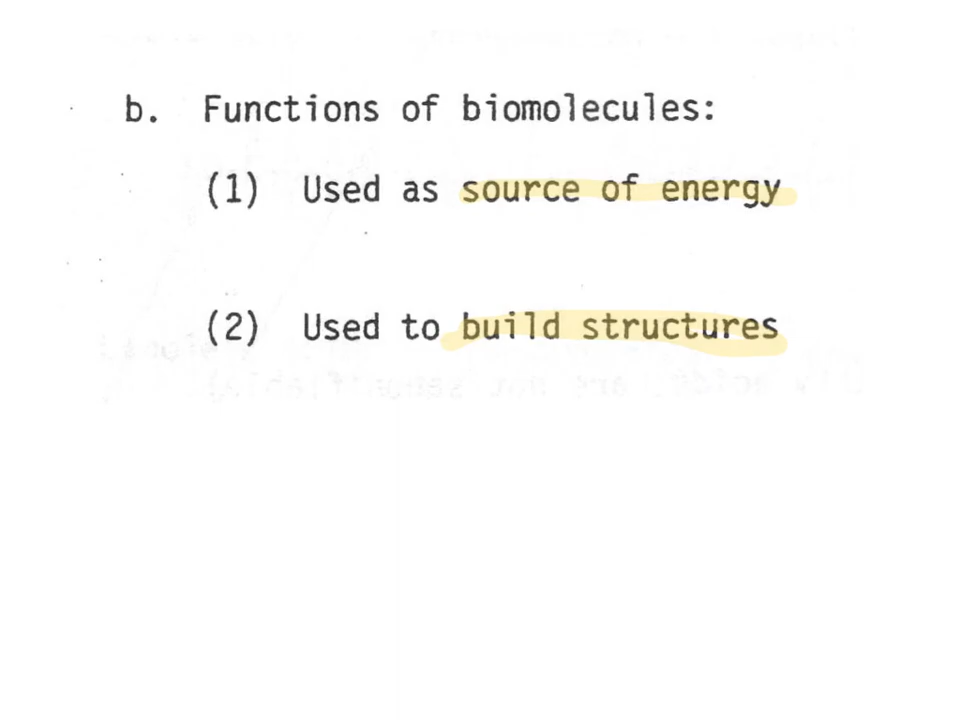 b. Functions of biomolecules:
(1) Used as source of energy
(2) Used to build structures